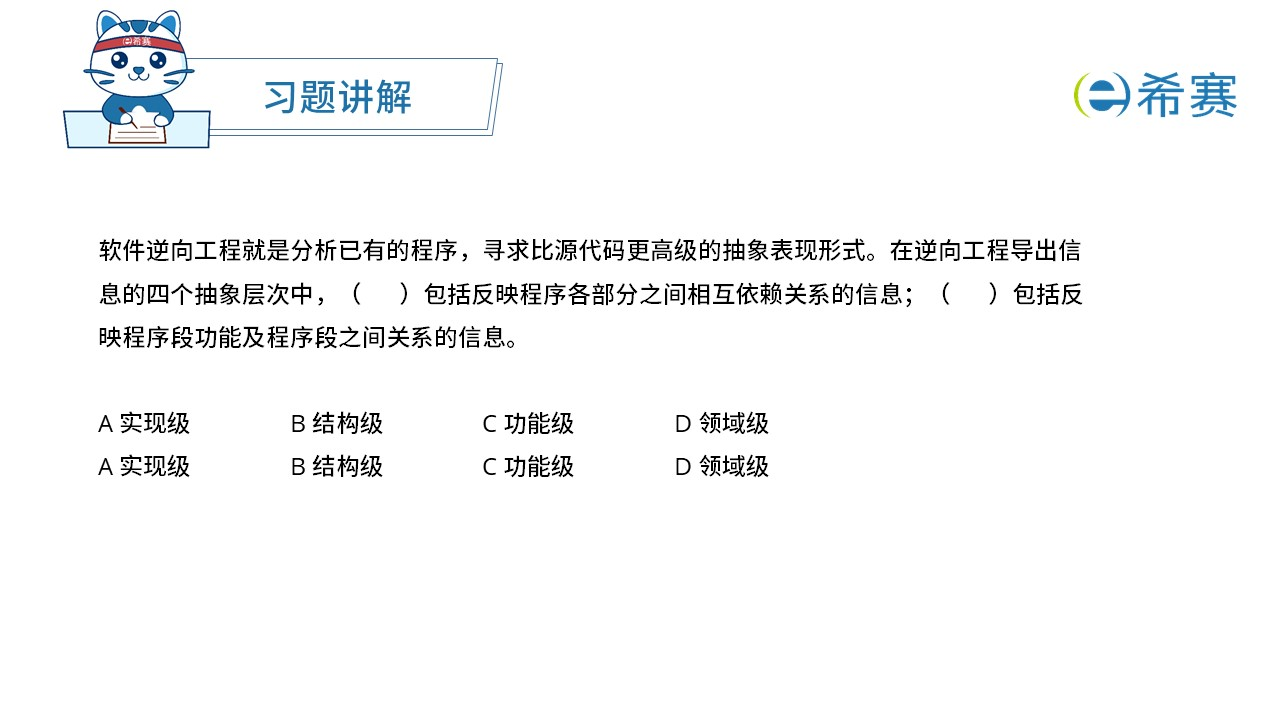 希赛
习题讲解
希赛
软件逆向工程就是分析已有的程序，寻求比源代码更高级的抽象表现形式。在逆向工程导出信
息的四个抽象层次中，（ ）包括反映程序各部分之间相互依赖关系的信息；（ ）包括反
映程序段功能及程序段之间关系的信息。
A 实现级 B 结构级 C 功能级 D 领域级
A 实现级 B 结构级 C 功能级 D 领域级